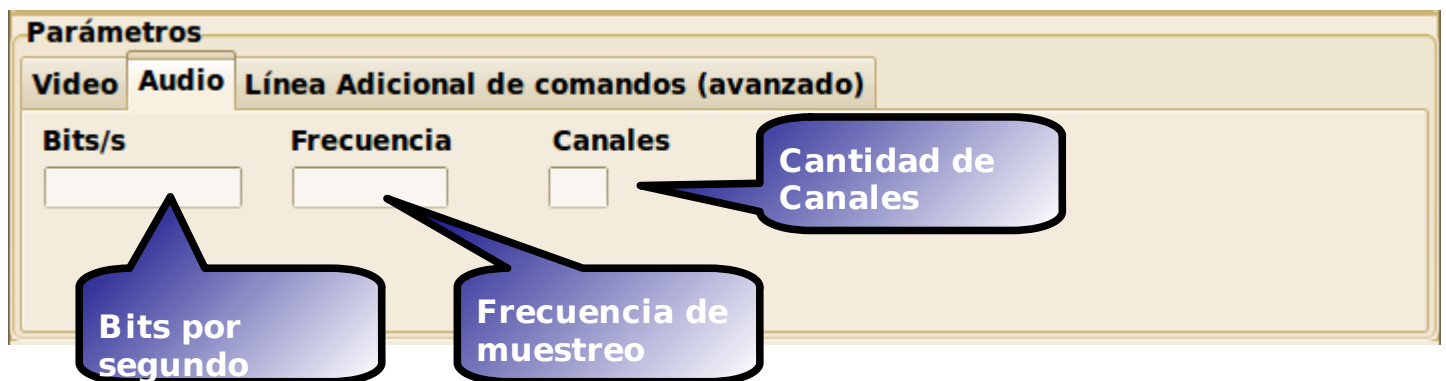 Parámetros
Video Audio Línea Adicional de comandos (avanzado)
Bits/s Frecuencia Canales
Cantidad de
Canales
Bits por
segundo
Frecuencia de
muestreo